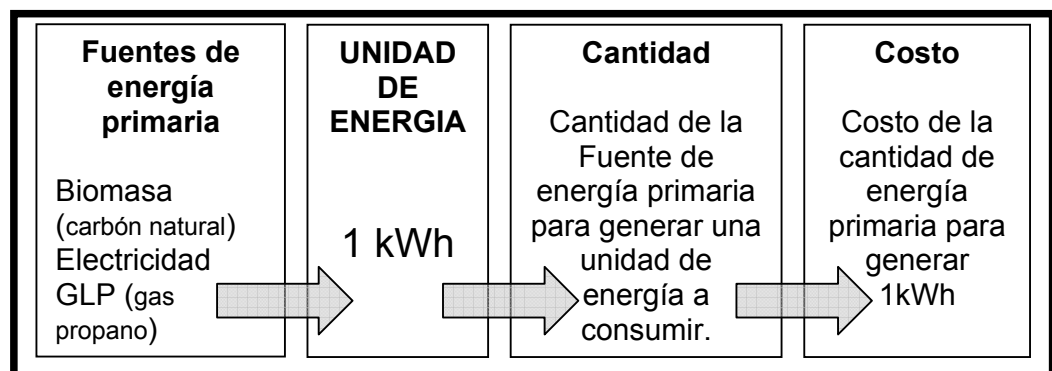 Fuentes de
energía
primaria
Biomasa
(carbón natural)
Electricidad
GLP (gas
propano)
UNIDAD
DE
ENERGIA
1 kWh
Cantidad
Cantidad de la
Fuente de
energía primaria
para generar una
unidad de
energía a
consumir.
Costo
Costo de la
cantidad de
energía
primaria para
generar
1kWh